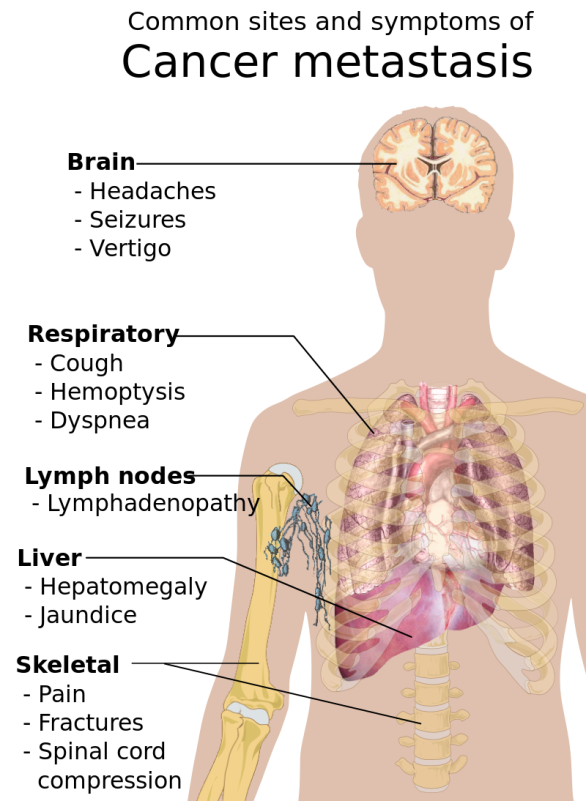 Common sites and symptoms of
Cancer metastasis
Brain
- Headaches
- Seizures
- Vertigo
Respiratory
- Cough
- Hemoptysis
- Dyspnea
Lymph nodes
- Lymphadenopathy
Liver
- Hepatomegaly
- Jaundice
Skeletal
- Pain
- Fractures
- Spinal cord
compression